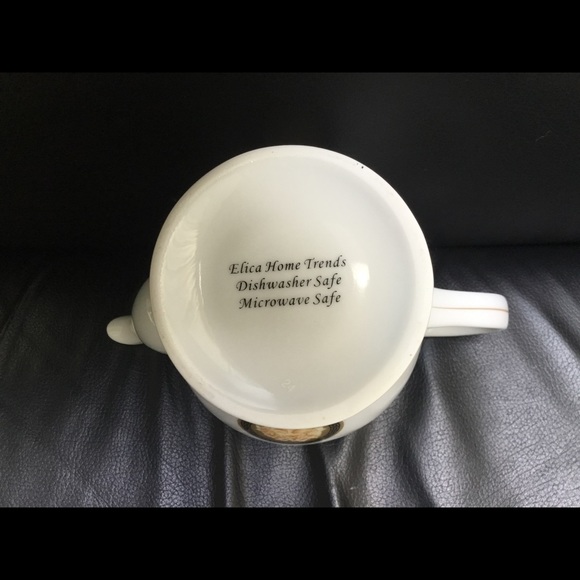 Elica Home Trends
Dishwasher Safe
Microwave Safe